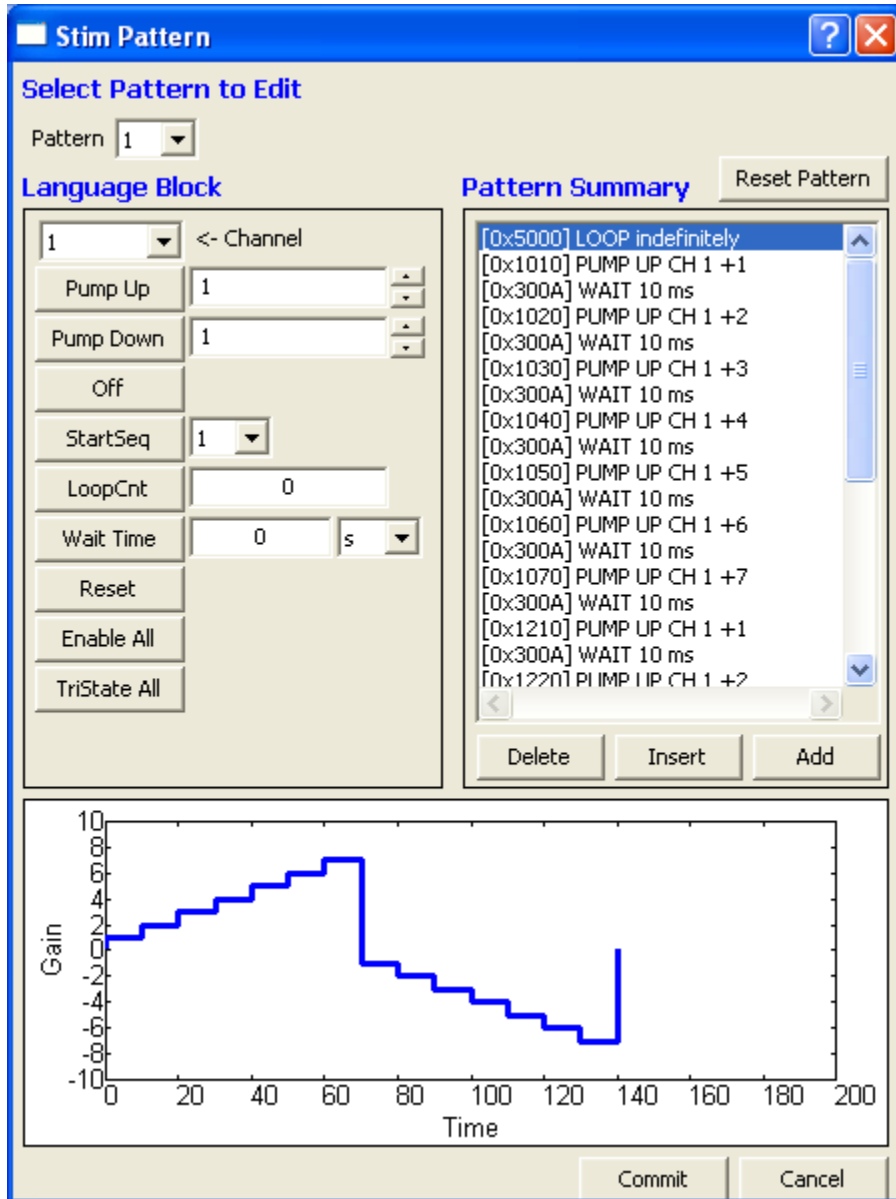 Stim Pattern
Select Pattern to Edit
Pattern 1
Reset Pattern
Language Block
1 <- Channel
Pump Up 1
Pump Down 1
Off
StartSeq 1
LoopCnt 0
Wait Time 0 s
Reset
Enable All
TriState All
Pattern Summary
[0x5000] LOOP indefinitely
[0x1010] PUMP UP CH 1 +1
[0x300A] WAIT 10 ms
[0x1020] PUMP UP CH 1 +2
[0x300A] WAIT 10 ms
[0x1030] PUMP UP CH 1 +3
[0x300A] WAIT 10 ms
[0x1040] PUMP UP CH 1 +4
[0x300A] WAIT 10 ms
[0x1050] PUMP UP CH 1 +5
[0x300A] WAIT 10 ms
[0x1060] PUMP UP CH 1 +6
[0x300A] WAIT 10 ms
[0x1070] PUMP UP CH 1 +7
[0x300A] WAIT 10 ms
[0x1210] PUMP UP CH 1 +1
[0x300A] WAIT 10 ms
[0x1220] PUMP UP CH 1 +2
Delete Insert Add
10
8
6
4
2
0
-2
-4
-6
-8
-10
Gain
0 20 40 60 80 100 120 140 160 180 200
Time
Commit Cancel